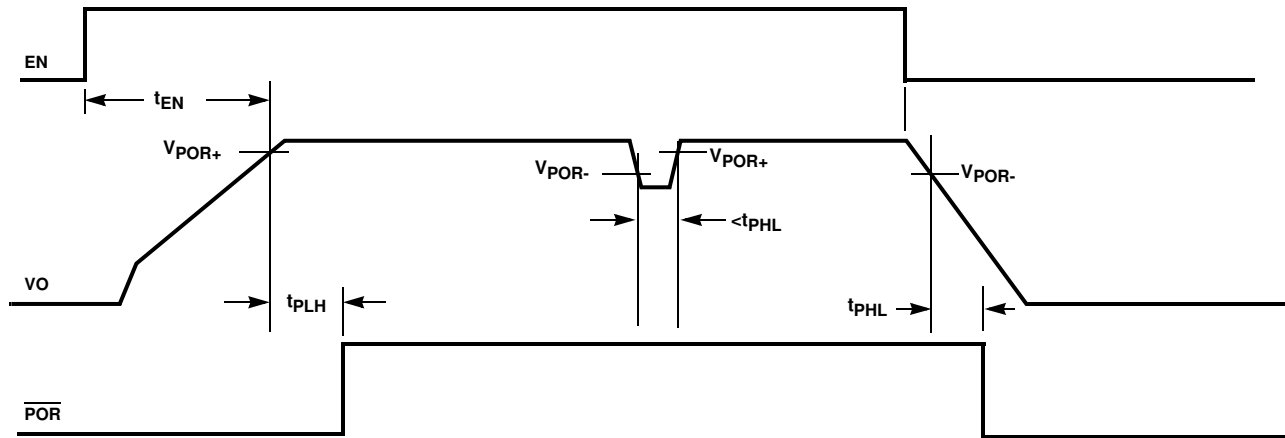 EN
tEN
VPOR+
VPOR-
VPOR+
VPOR-
<tPHL
VO
tPLH
tPHL
POR